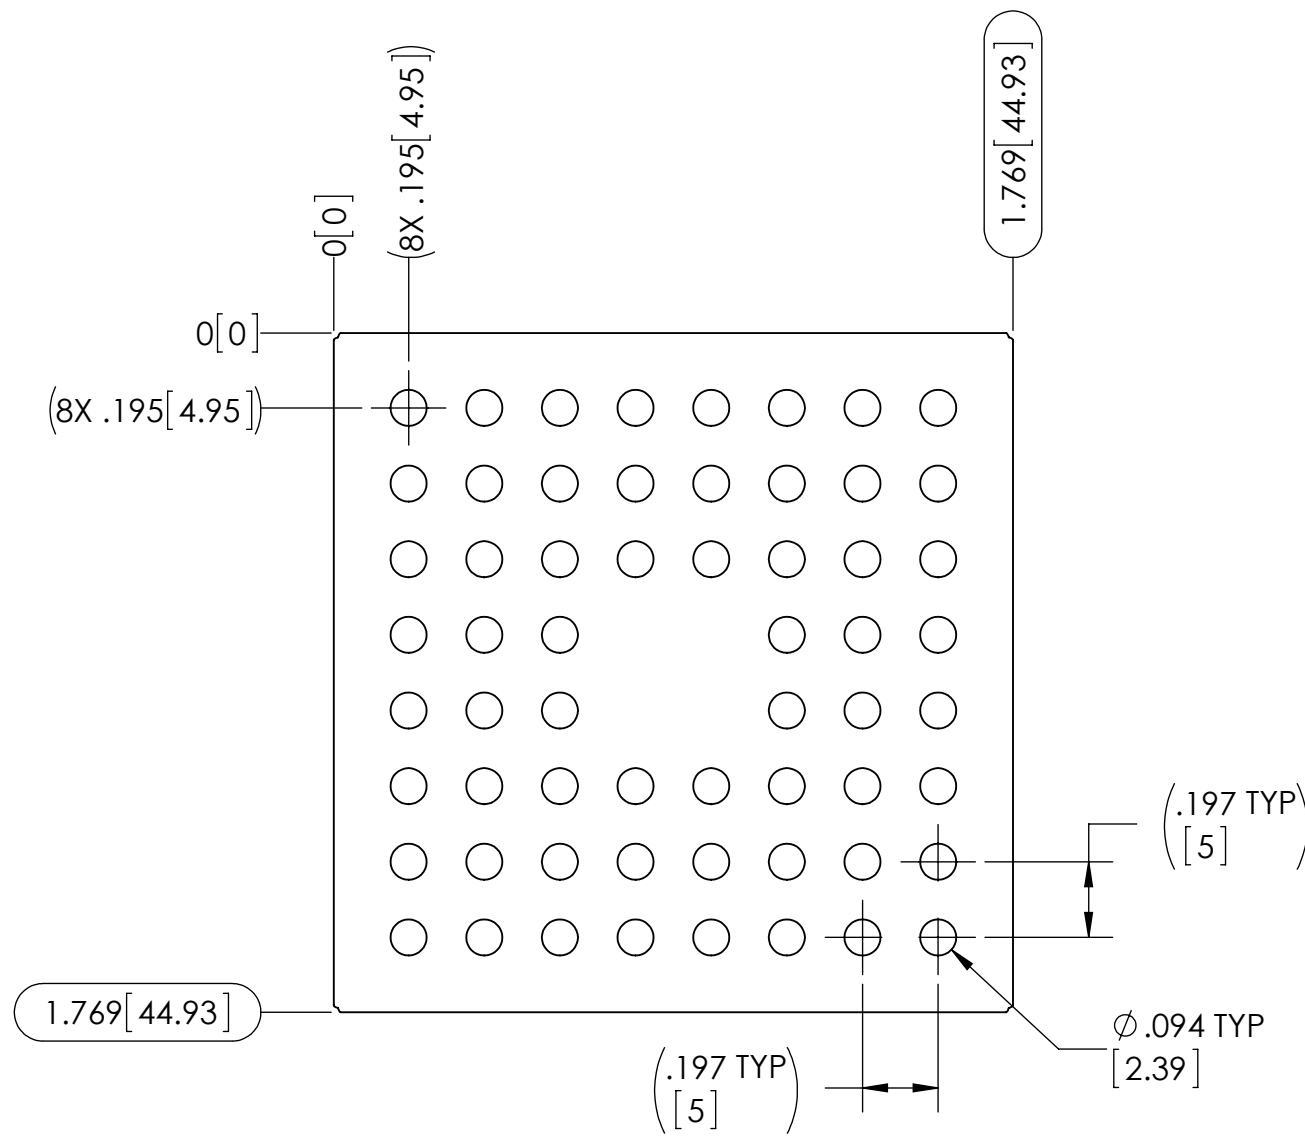 (8X .195[4.95])
1.769[44.93]
0[0]
0[0]
(8X .195[4.95])
(.197 TYP
[5])
1.769[44.93]
Ø .094 TYP
[2.39]
(.197 TYP
[5])